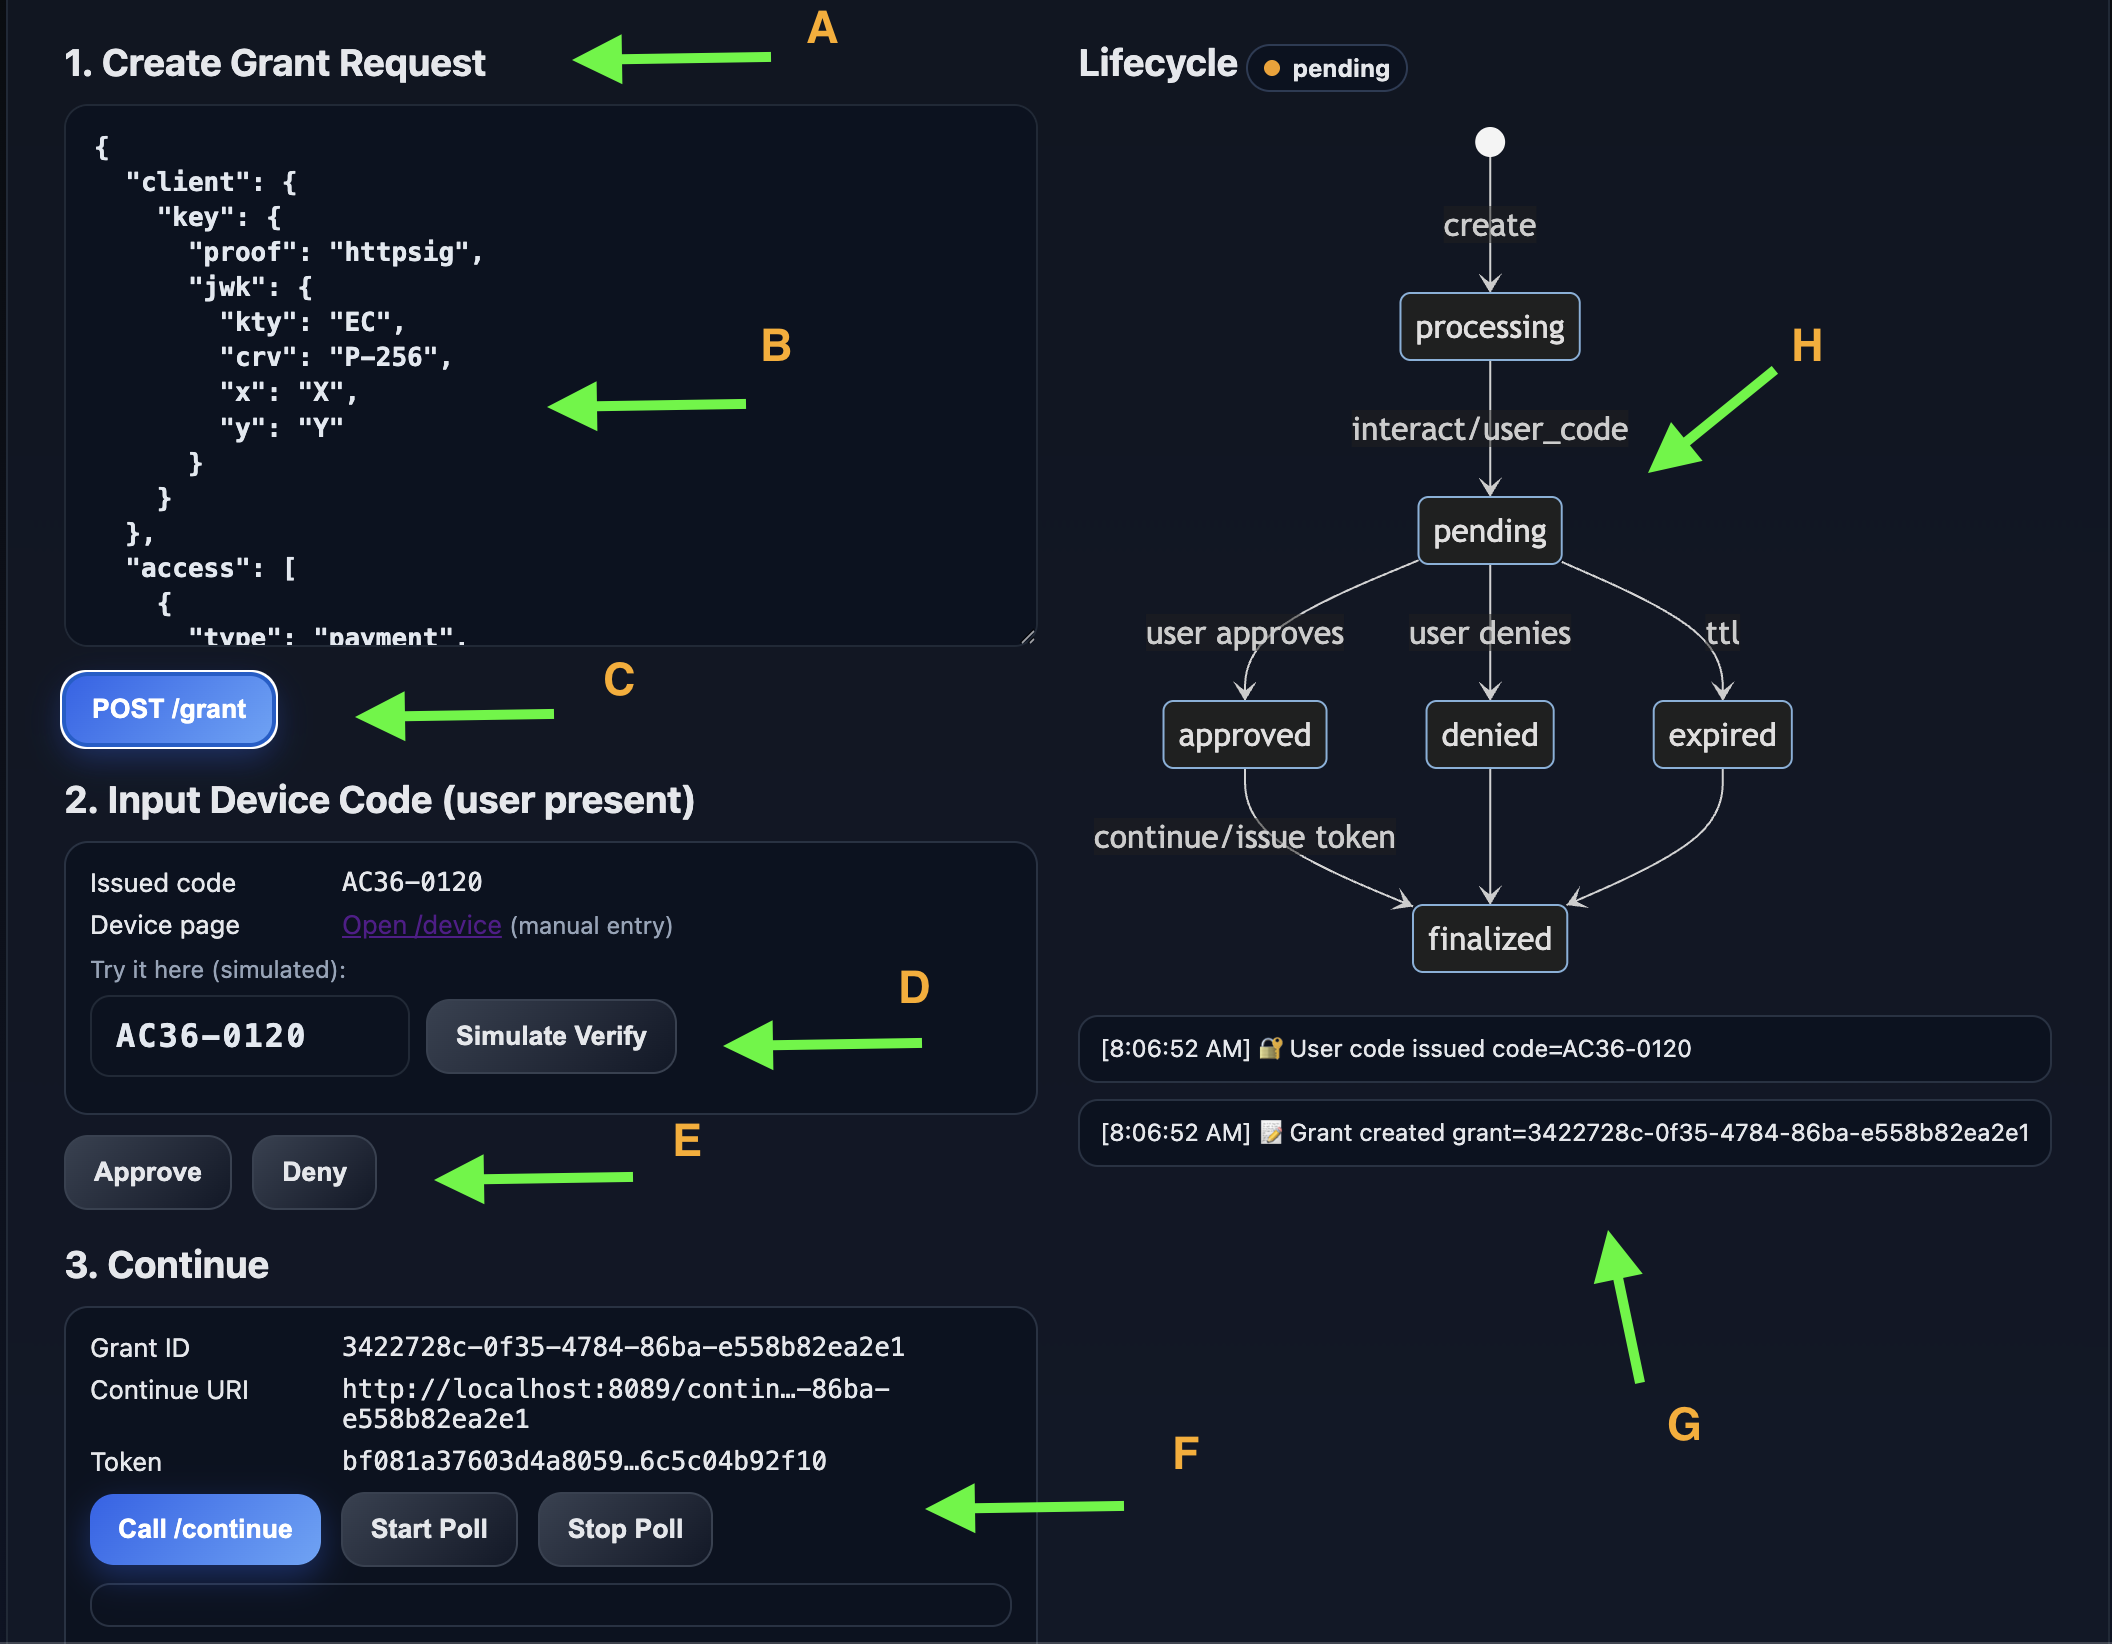 A
1. Create Grant Request
{
"client": {
"key": {
"proof": "httpsig",
"jwk": {
"kty": "EC",
"crv": "P-256",
"x": "X",
"y": "Y"
}
}
},
"access": [
{
"type": "payment",
B
POST /grant
C
2. Input Device Code (user present)
Issued code AC36-0120
Device page Open /device (manual entry)
Try it here (simulated):
AC36-0120 Simulate Verify
D
Approve Deny
E
3. Continue
Grant ID 3422728c-0f35-4784-86ba-e558b82ea2e1
Continue URI http://localhost:8089/contin…-86ba-
e558b82ea2e1
Token bf081a37603d4a8059…6c5c04b92f10
Call /continue Start Poll Stop Poll
F
Lifecycle pending
create
processing
H
interact/user_code
pending
user approves user denies ttl
approved denied expired
continue/issue token
finalized
[8:06:52 AM] 🔐 User code issued code=AC36-0120
[8:06:52 AM] 📝 Grant created grant=3422728c-0f35-4784-86ba-e558b82ea2e1
G